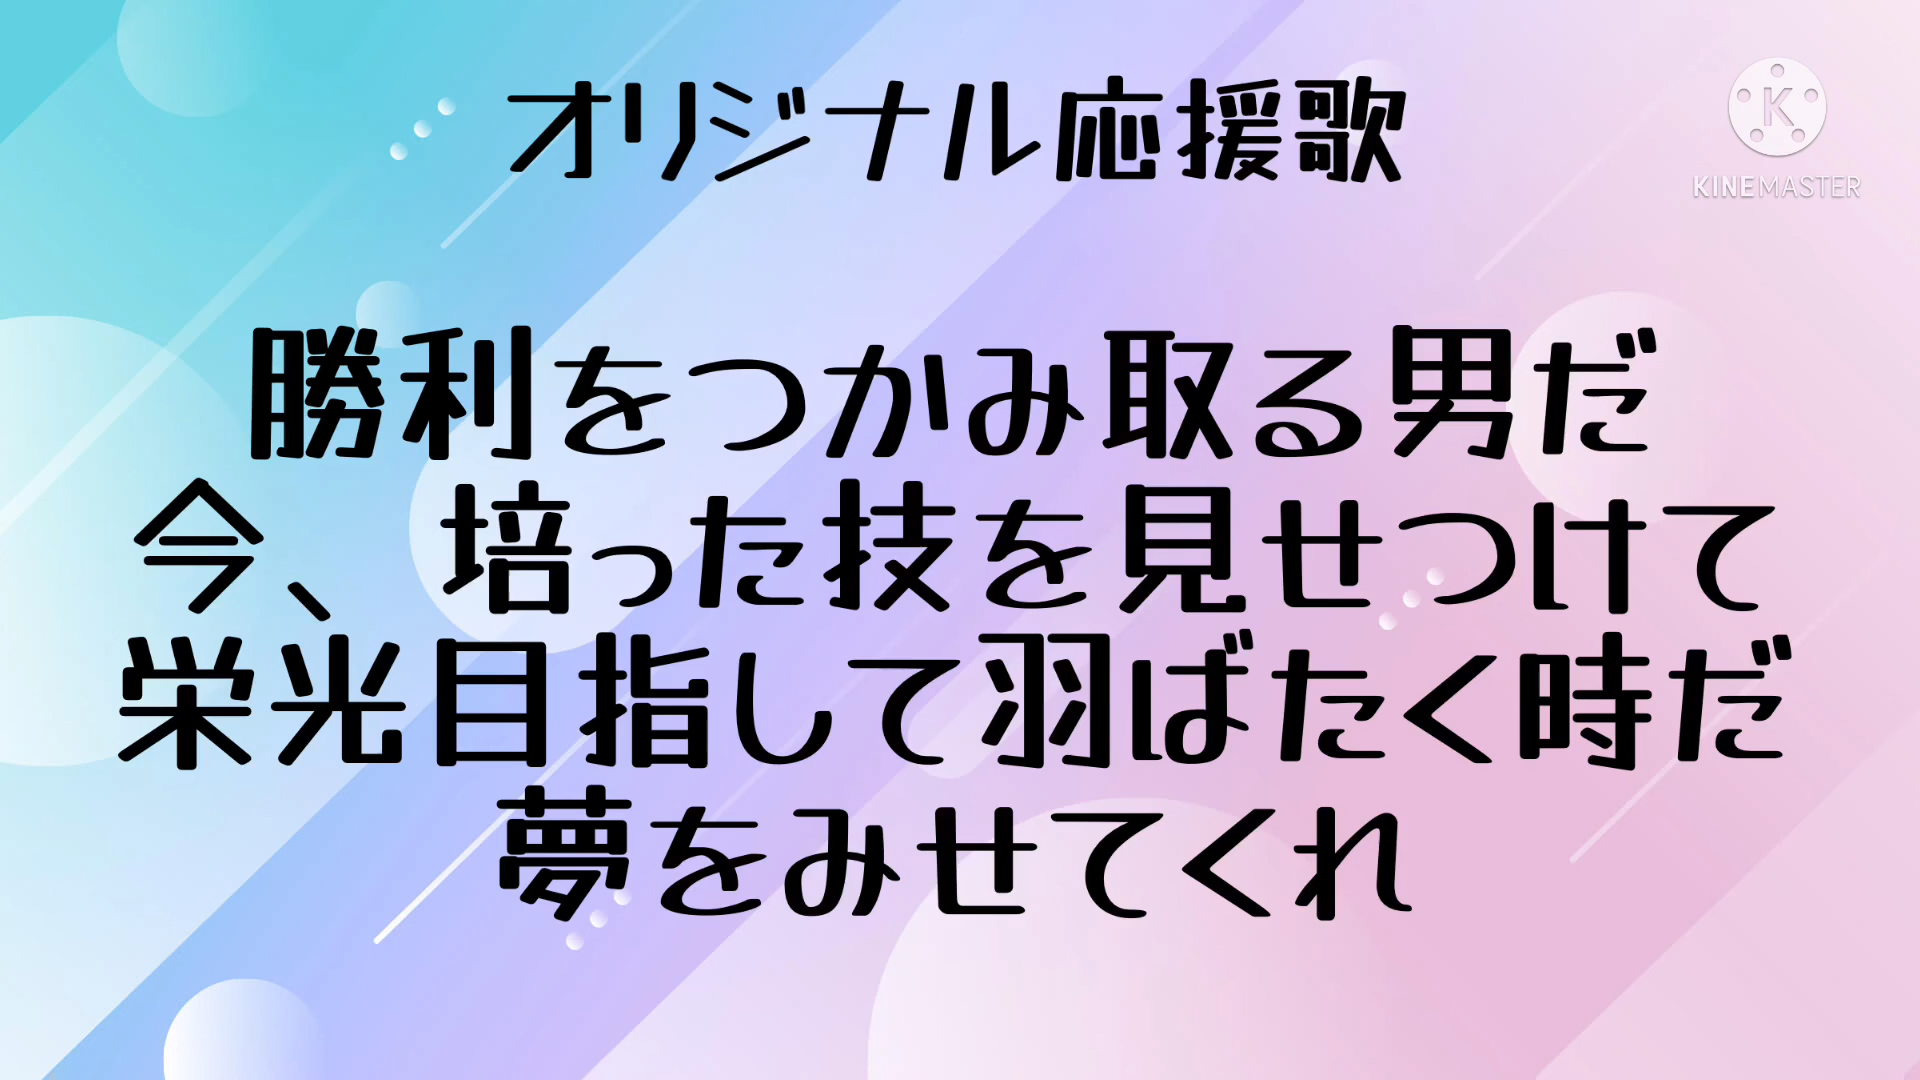 オリジナル応援歌
KINEMASTER
勝利をつかみ取る男だ
今、培った技を見せつけて
栄光目指して羽ばたく時だ
夢をみせてくれ